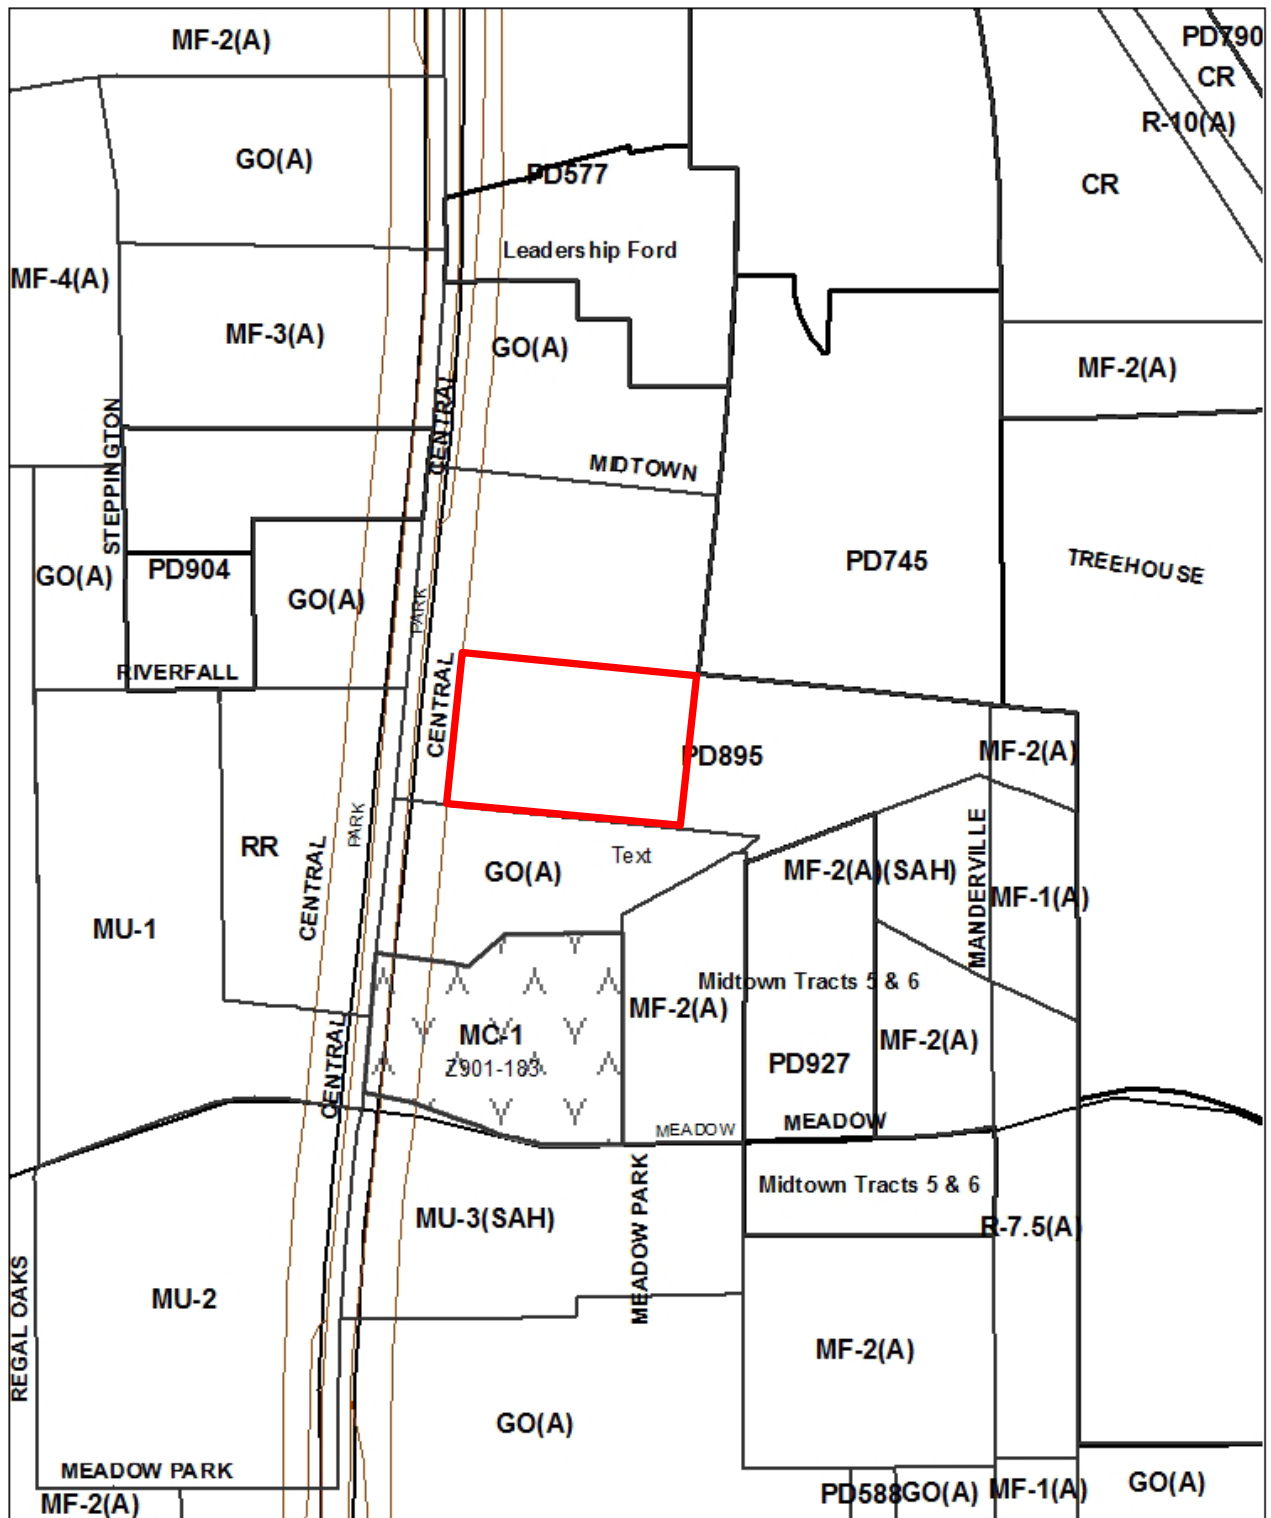 MF-2(A)
PD790
CR
R-10(A)
GO(A)
PD577
CR
Leadership Ford
MF-4(A)
MF-3(A)
GO(A)
MF-2(A)
CENTRAL
STEPPINGTON
MIDTOWN
PD745
TREEHOUSE
GO(A)
PD904
GO(A)
PARK
RIVERFALL
CENTRAL
PD895
MF-2(A)
PARK
RR
CENTRAL
GO(A)
Text
MF-2(A)(SAH)
MANDERVILLE
MF-1(A)
MU-1
Midtown Tracts 5 & 6
MF-2(A)
MC-1
Z901-183
CENTRAL
PD927
MF-2(A)
MEADOW
MEADOW
MEADOW PARK
Midtown Tracts 5 & 6
MU-3(SAH)
R-7.5(A)
REGAL OAKS
MU-2
MF-2(A)
GO(A)
MEADOW PARK
MF-2(A)
PD588
GO(A)
MF-1(A)
GO(A)